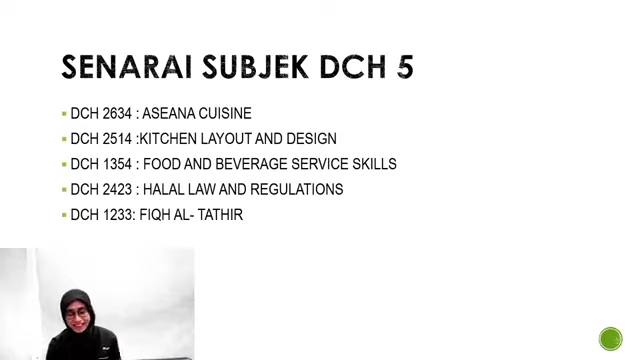 SENARAI SUBJEK DCH 5
DCH 2634 : ASEANA CUISINE
DCH 2514 :KITCHEN LAYOUT AND DESIGN
DCH 1354 : FOOD AND BEVERAGE SERVICE SKILLS
DCH 2423 : HALAL LAW AND REGULATIONS
DCH 1233: FIQH AL- TATHIR